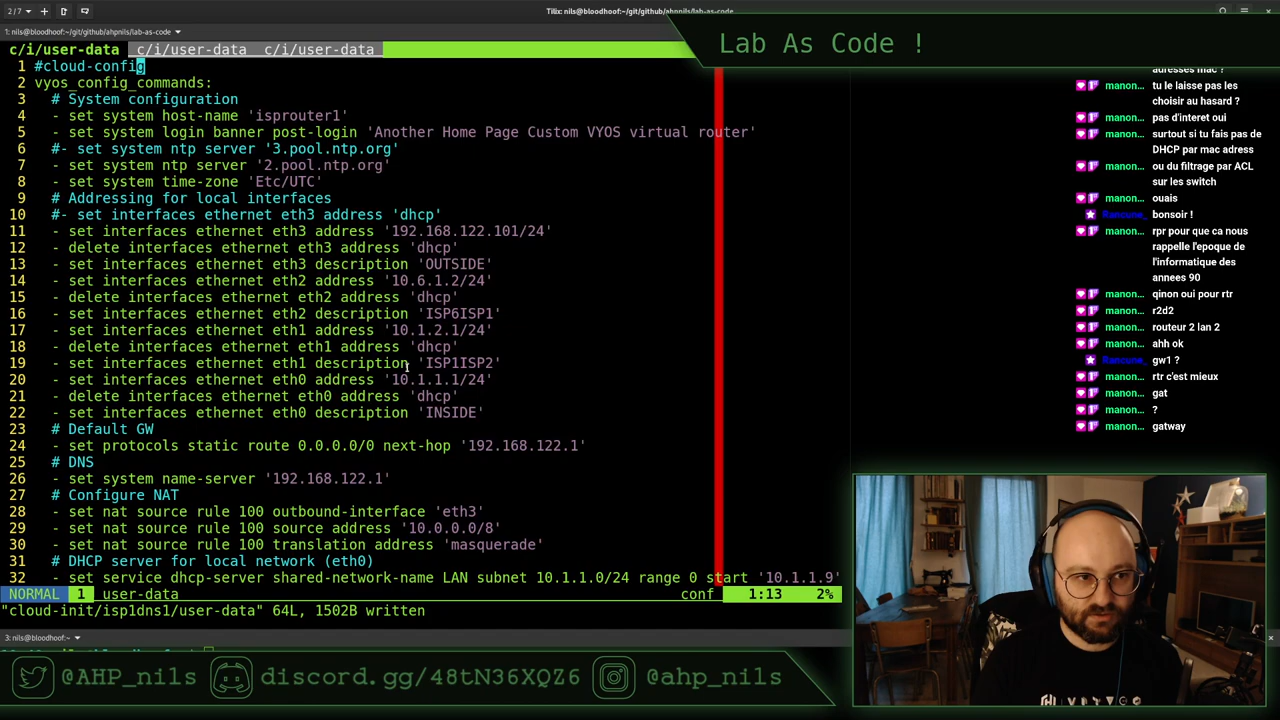 2/7
Tilix: nils@bloodhoof:~/git/github/ahpnils/lab-as-code
1: nils@bloodhoof:~/git/github/ahpnils/lab-as-code
Lab As Code !
c/i/user-data c/i/user-data c/i/user-data
1 #cloud-config
2 vyos_config_commands:
3 # System configuration
4 - set system host-name 'isprouter1'
5 - set system login banner post-login 'Another Home Page Custom VYOS virtual router'
6 #- set system ntp server '3.pool.ntp.org'
7 - set system ntp server '2.pool.ntp.org'
8 - set system time-zone 'Etc/UTC'
9 # Addressing for local interfaces
10 #- set interfaces ethernet eth3 address 'dhcp'
11 - set interfaces ethernet eth3 address '192.168.122.101/24'
12 - delete interfaces ethernet eth3 address 'dhcp'
13 - set interfaces ethernet eth3 description 'OUTSIDE'
14 - set interfaces ethernet eth2 address '10.6.1.2/24'
15 - delete interfaces ethernet eth2 address 'dhcp'
16 - set interfaces ethernet eth2 description 'ISP6ISP1'
17 - set interfaces ethernet eth1 address '10.1.2.1/24'
18 - delete interfaces ethernet eth1 address 'dhcp'
19 - set interfaces ethernet eth1 description 'ISP1ISP2'
20 - set interfaces ethernet eth0 address '10.1.1.1/24'
21 - delete interfaces ethernet eth0 address 'dhcp'
22 - set interfaces ethernet eth0 description 'INSIDE'
23 # Default GW
24 - set protocols static route 0.0.0.0/0 next-hop '192.168.122.1'
25 # DNS
26 - set system name-server '192.168.122.1'
27 # Configure NAT
28 - set nat source rule 100 outbound-interface 'eth3'
29 - set nat source rule 100 source address '10.0.0.0/8'
30 - set nat source rule 100 translation address 'masquerade'
31 # DHCP server for local network (eth0)
32 - set service dhcp-server shared-network-name LAN subnet 10.1.1.0/24 range 0 start '10.1.1.9'
NORMAL 1 user-data conf 1:13 2%
"cloud-init/isp1dns1/user-data" 64L, 1502B written
3: nils@bloodhoof:~
adresses mac ?
manon... tu le laisse pas les
choisir au hasard ?
manon... pas d'interet oui
manon... surtout si tu fais pas de
DHCP par mac adress
manon... ou du filtrage par ACL
sur les switch
manon... ouais
Rancune_ bonsoir !
manon... rpr pour que ca nous
rappelle l'epoque de
l'informatique des
annees 90
manon... qinon oui pour rtr
manon... r2d2
manon... routeur 2 lan 2
manon... ahh ok
Rancune_ gw1 ?
manon... rtr c'est mieux
manon... gat
manon... ?
manon... gatway
@AHP_nils discord.gg/48tN36XQZ6 @ahp_nils